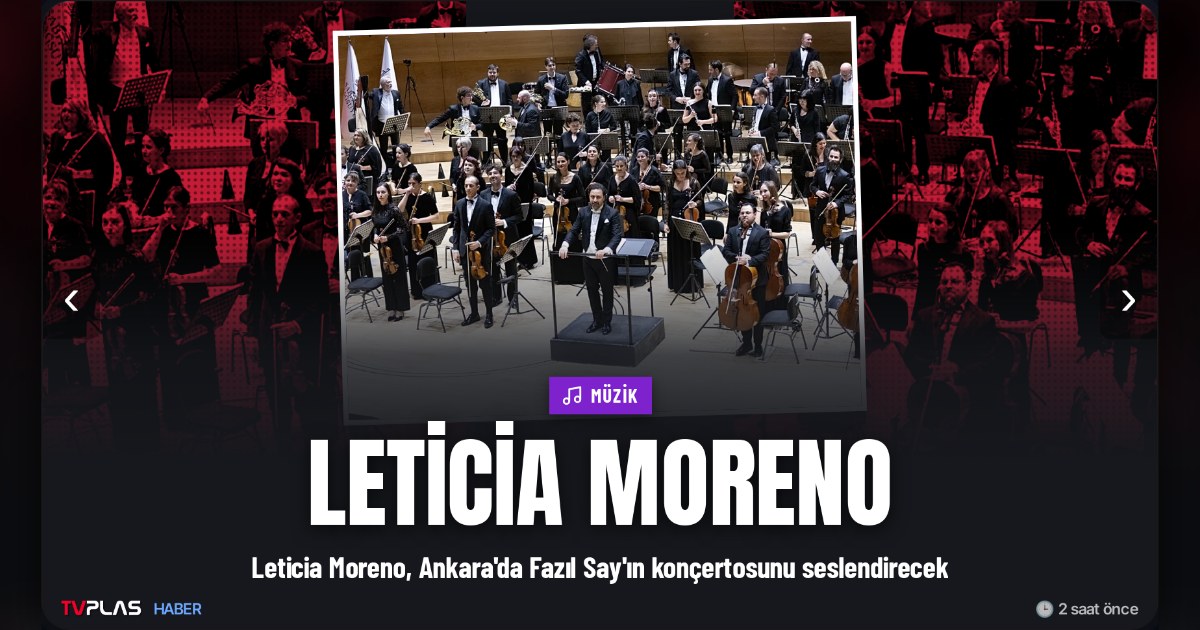 MÜZİK
LETİCİA MORENO
Leticia Moreno, Ankara'da Fazıl Say'ın konçertosunu seslendirecek
TVPLAS HABER
2 saat önce